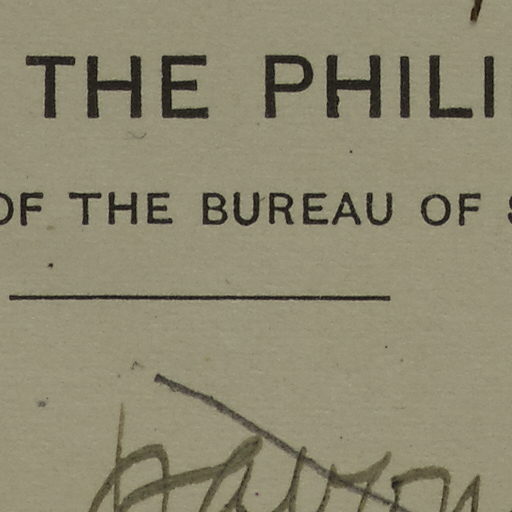 THE PHILI
OF THE BUREAU OF S